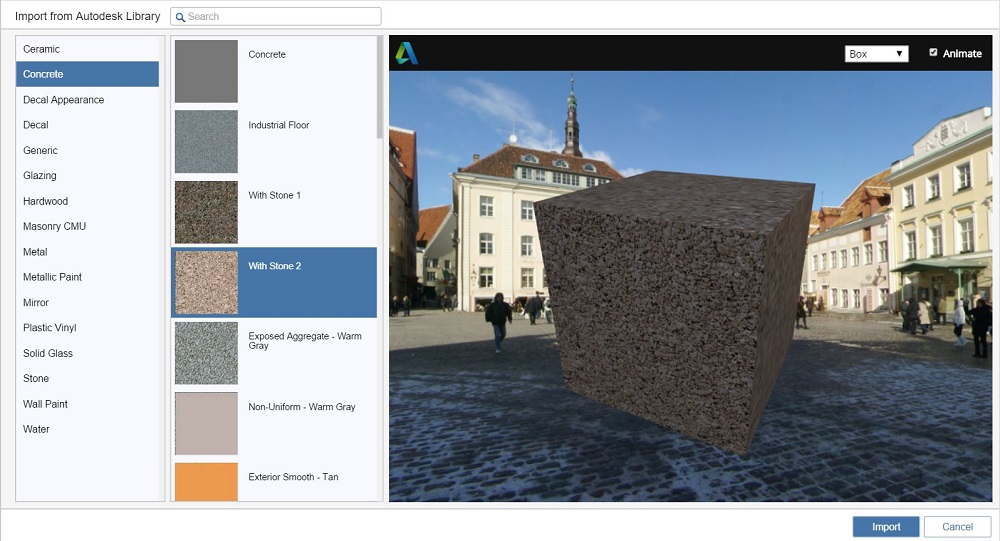 Import from Autodesk Library
Search
Ceramic
Concrete
Decal Appearance
Decal
Generic
Glazing
Hardwood
Masonry CMU
Metal
Metallic Paint
Mirror
Plastic Vinyl
Solid Glass
Stone
Wall Paint
Water
Concrete
Industrial Floor
With Stone 1
With Stone 2
Exposed Aggregate - Warm
Gray
Non-Uniform - Warm Gray
Exterior Smooth - Tan
Box
Animate
Import
Cancel